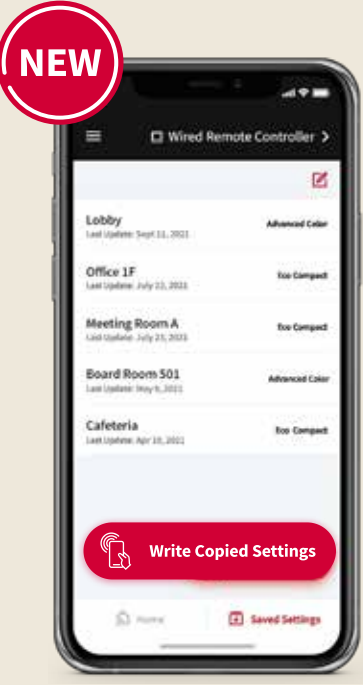 NEW
Wired Remote Controller >
Lobby
Advanced Color
Last Update: Sept 11, 2021
Office 1F
Eco Compact
Last Update: July 22, 2021
Meeting Room A
Eco Compact
Last Update: July 23, 2021
Board Room 501
Advanced Color
Last Update: May 9, 2021
Cafeteria
Eco Compact
Last Update: Apr 10, 2021
Write Copied Settings
Home
Saved Settings